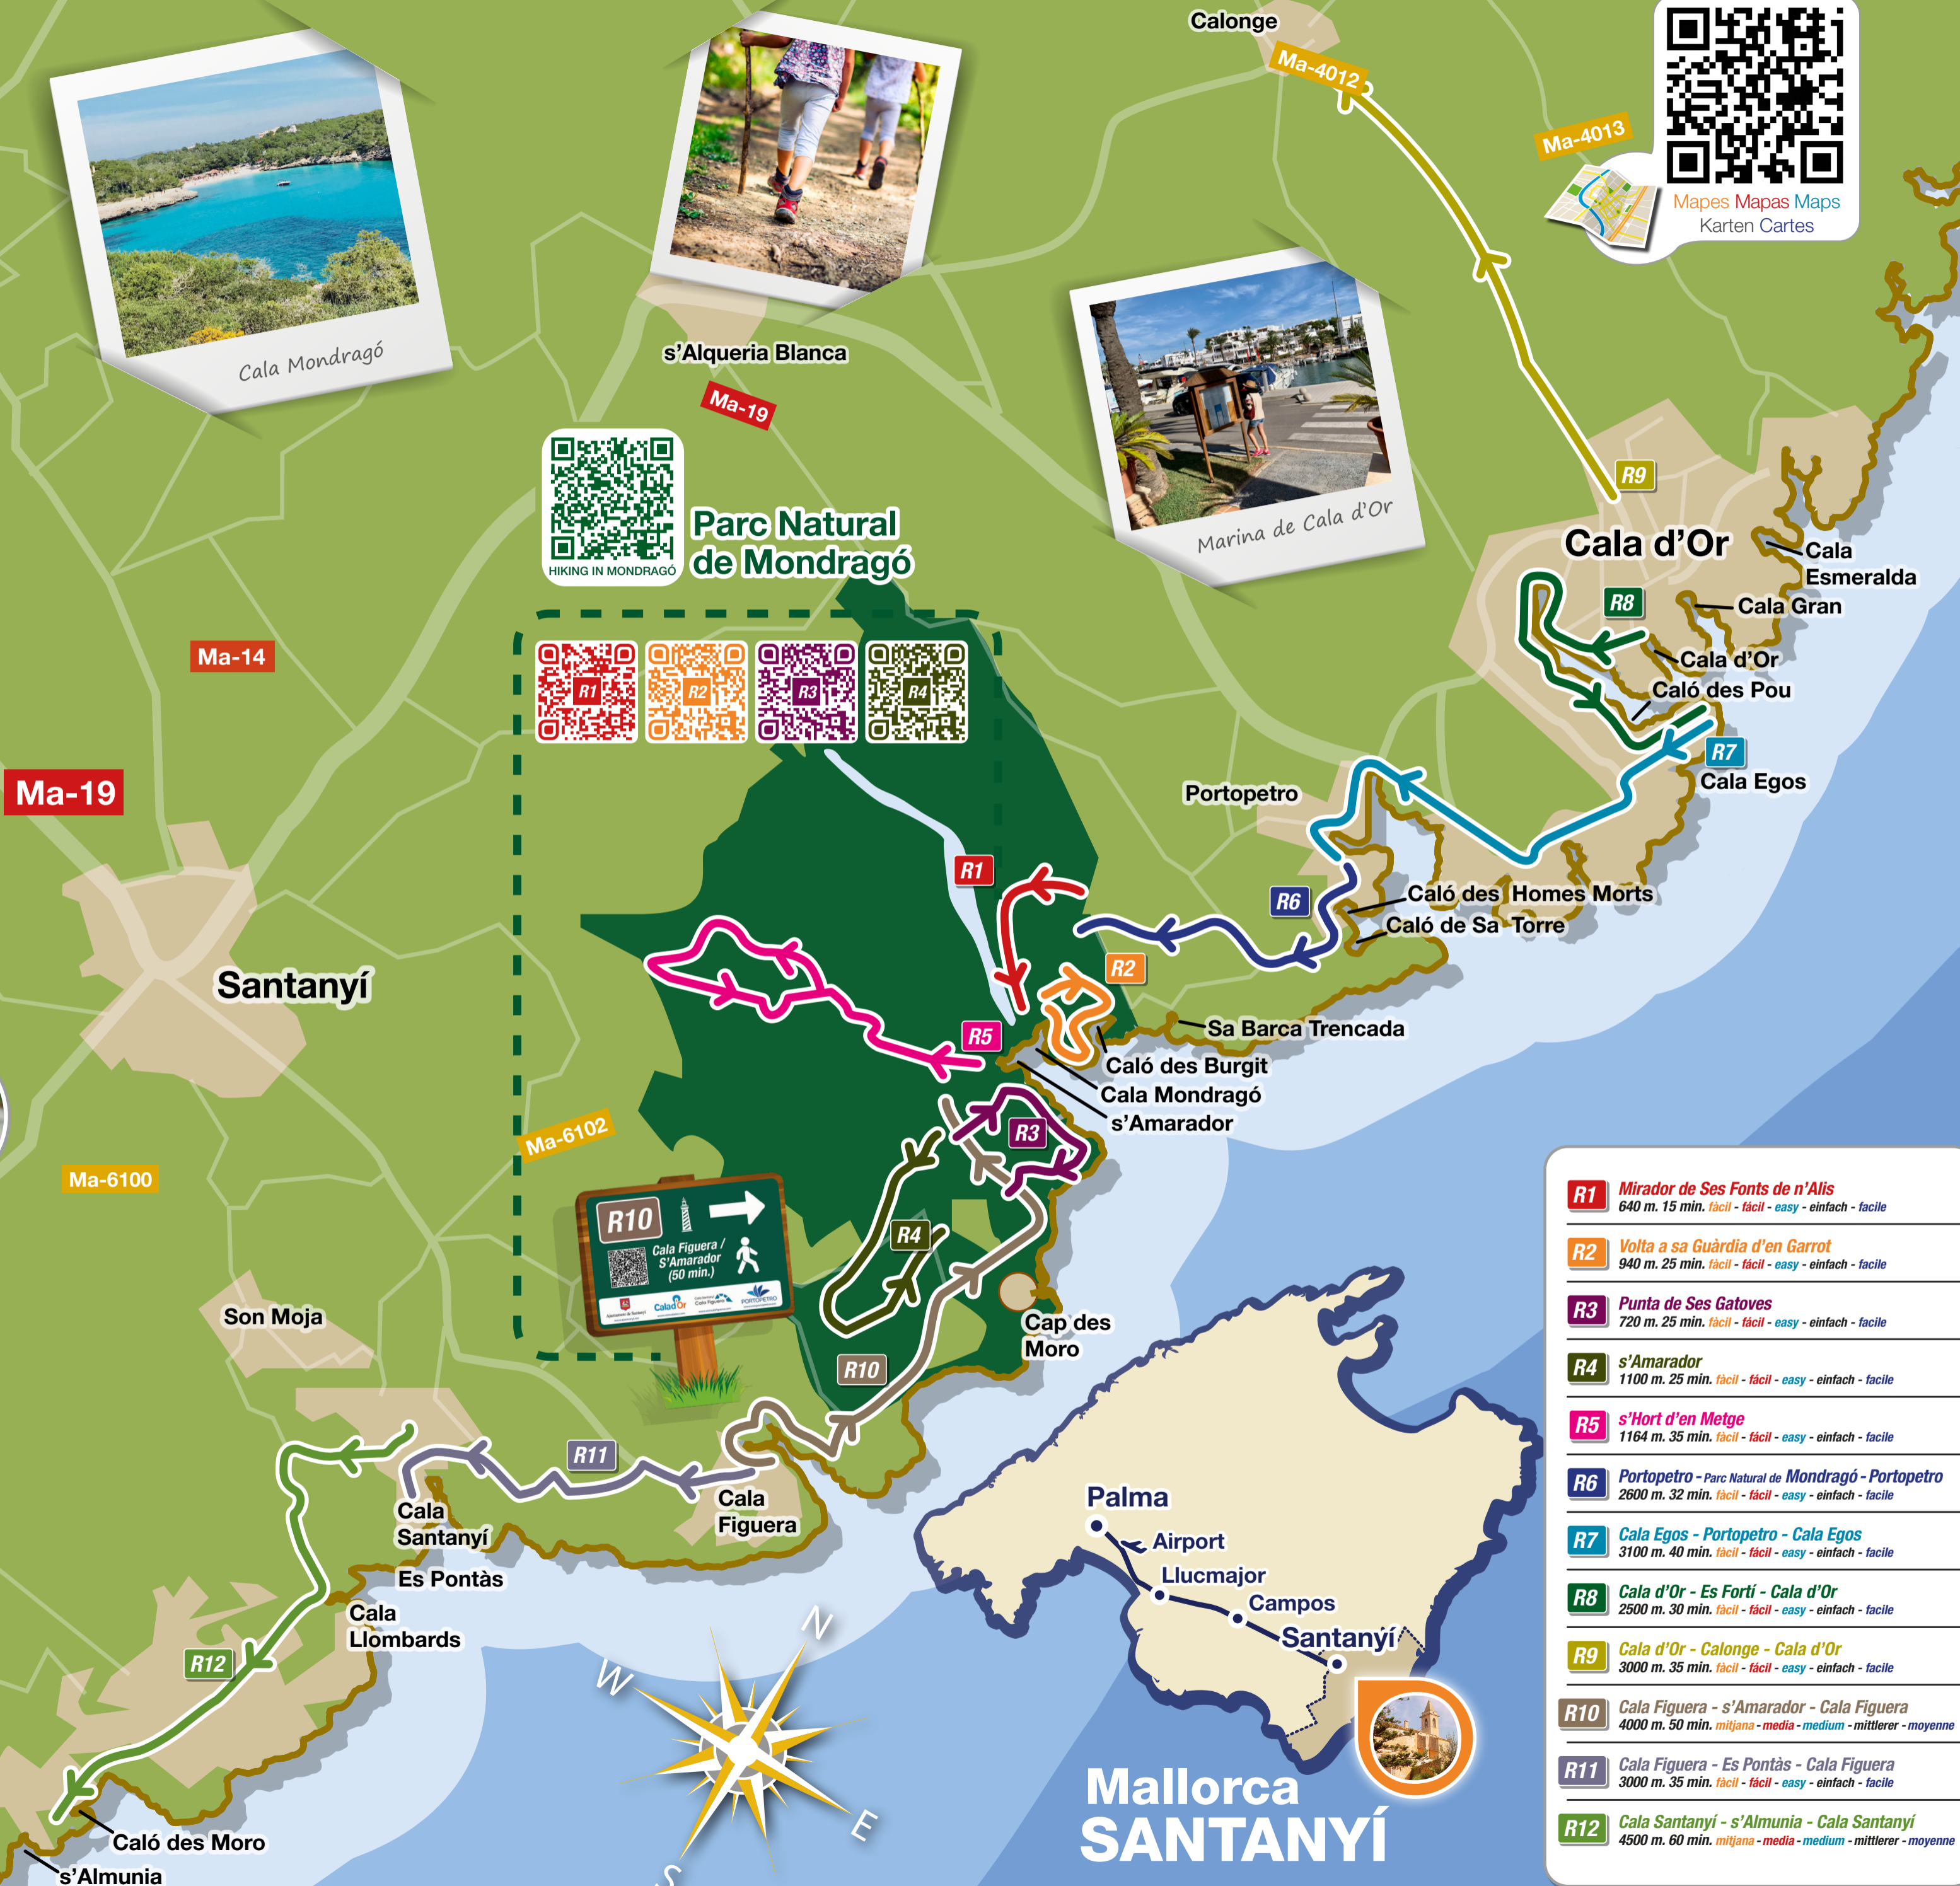 Calonge
Ma-4012
Ma-4013
Mapes Mapas Maps
Karten Cartes
Cala Mondragó
s'Alqueria Blanca
Ma-19
Marina de Cala d'Or
HIKING IN MONDRAGÓ
Parc Natural
de Mondragó
R1
R2
R3
R4
Ma-14
Ma-19
Santanyí
Ma-6100
Ma-6102
R9
Cala d'Or
Cala
Esmeralda
R8
Cala Gran
Cala d'Or
Caló des Pou
R7
Cala Egos
Portopetro
R1
R6
Caló des Homes Morts
Caló de Sa Torre
R2
Sa Barca Trencada
R5
Caló des Burgit
Cala Mondragó
s'Amarador
R3
R4
R10
Cala Figuera /
S'Amarador
(50 min.)
Ajuntament de Santanyí
Calad'Or
Cala Figuera
PORTOPETRO
Cap des
Moro
R10
Son Moja
R11
Cala
Figuera
Cala
Santanyí
Es Pontàs
Cala
Llombards
R12
Caló des Moro
s'Almunia
N
W
E
S
Palma
Airport
Llucmajor
Campos
Santanyí
Mallorca
SANTANYÍ
R1 Mirador de Ses Fonts de n'Alis
640 m. 15 min. fàcil - fácil - easy - einfach - facile
R2 Volta a sa Guàrdia d'en Garrot
940 m. 25 min. fàcil - fácil - easy - einfach - facile
R3 Punta de Ses Gatoves
720 m. 25 min. fàcil - fácil - easy - einfach - facile
R4 s'Amarador
1100 m. 25 min. fàcil - fácil - easy - einfach - facile
R5 s'Hort d'en Metge
1164 m. 35 min. fàcil - fácil - easy - einfach - facile
R6 Portopetro - Parc Natural de Mondragó - Portopetro
2600 m. 32 min. fàcil - fácil - easy - einfach - facile
R7 Cala Egos - Portopetro - Cala Egos
3100 m. 40 min. fàcil - fácil - easy - einfach - facile
R8 Cala d'Or - Es Fortí - Cala d'Or
2500 m. 30 min. fàcil - fácil - easy - einfach - facile
R9 Cala d'Or - Calonge - Cala d'Or
3000 m. 35 min. fàcil - fácil - easy - einfach - facile
R10 Cala Figuera - s'Amarador - Cala Figuera
4000 m. 50 min. mitjana - media - medium - mittlerer - moyenne
R11 Cala Figuera - Es Pontàs - Cala Figuera
3000 m. 35 min. fàcil - fácil - easy - einfach - facile
R12 Cala Santanyí - s'Almunia - Cala Santanyí
4500 m. 60 min. mitjana - media - medium - mittlerer - moyenne